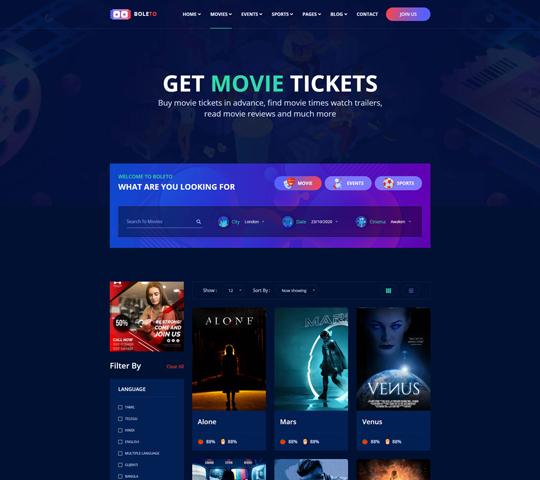 BOLETO
HOME MOVIES EVENTS SPORTS PAGES BLOG CONTACT JOIN US
GET MOVIE TICKETS
Buy movie tickets in advance, find movie times watch trailers,
read movie reviews and much more
WELCOME TO BOLETO
WHAT ARE YOU LOOKING FOR
MOVIE EVENTS SPORTS
Search fo Movies City London Date 23/10/2020 Cinema Awaken
50%
BE STRONG!
COME AND
JOIN US
CALL NOW
Filter By Clear All
LANGUAGE
TAMIL
TELEGU
HINDI
ENGLISH
MULTIPLE LANGUAGE
GUJRATI
BANGLA
Show : 12 Sort By : Now showing
ALONE
MARS
VENUS
Alone
88% 88%
Mars
88% 88%
Venus
88% 88%